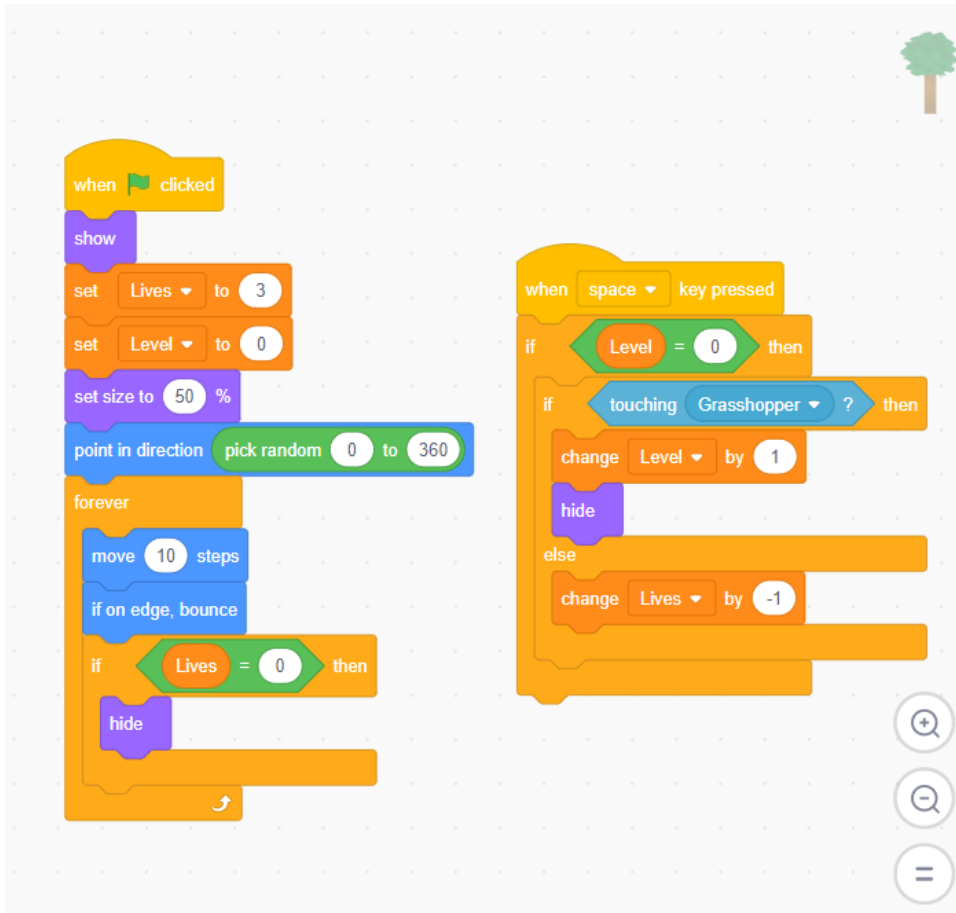 when clicked
show
set Lives to 3
set Level to 0
set size to 50 %
point in direction pick random 0 to 360
forever
move 10 steps
if on edge, bounce
if Lives = 0 then
hide
when space key pressed
if Level = 0 then
if touching Grasshopper ? then
change Level by 1
hide
else
change Lives by -1